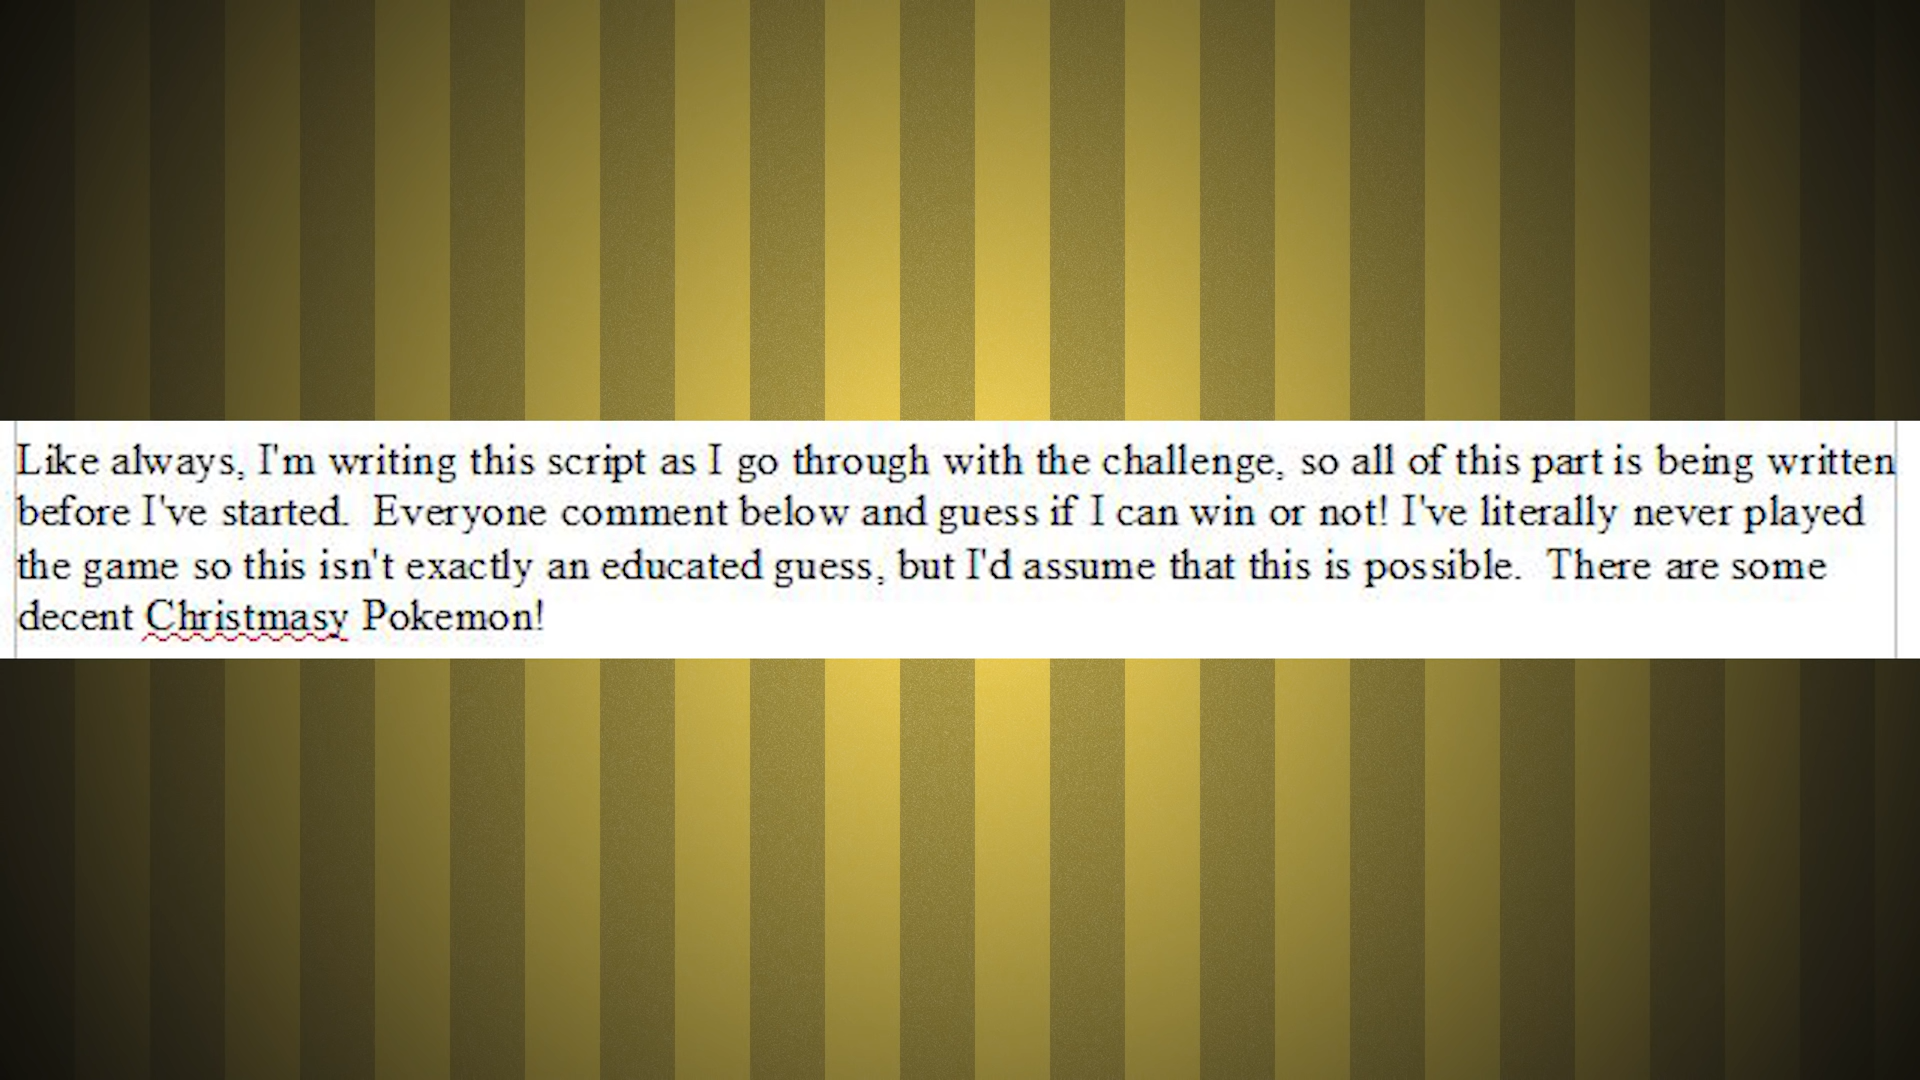 Like always, I'm writing this script as I go through with the challenge, so all of this part is being written
before I've started.  Everyone comment below and guess if I can win or not! I've literally never played
the game so this isn't exactly an educated guess, but I'd assume that this is possible.  There are some
decent Christmasy Pokemon!